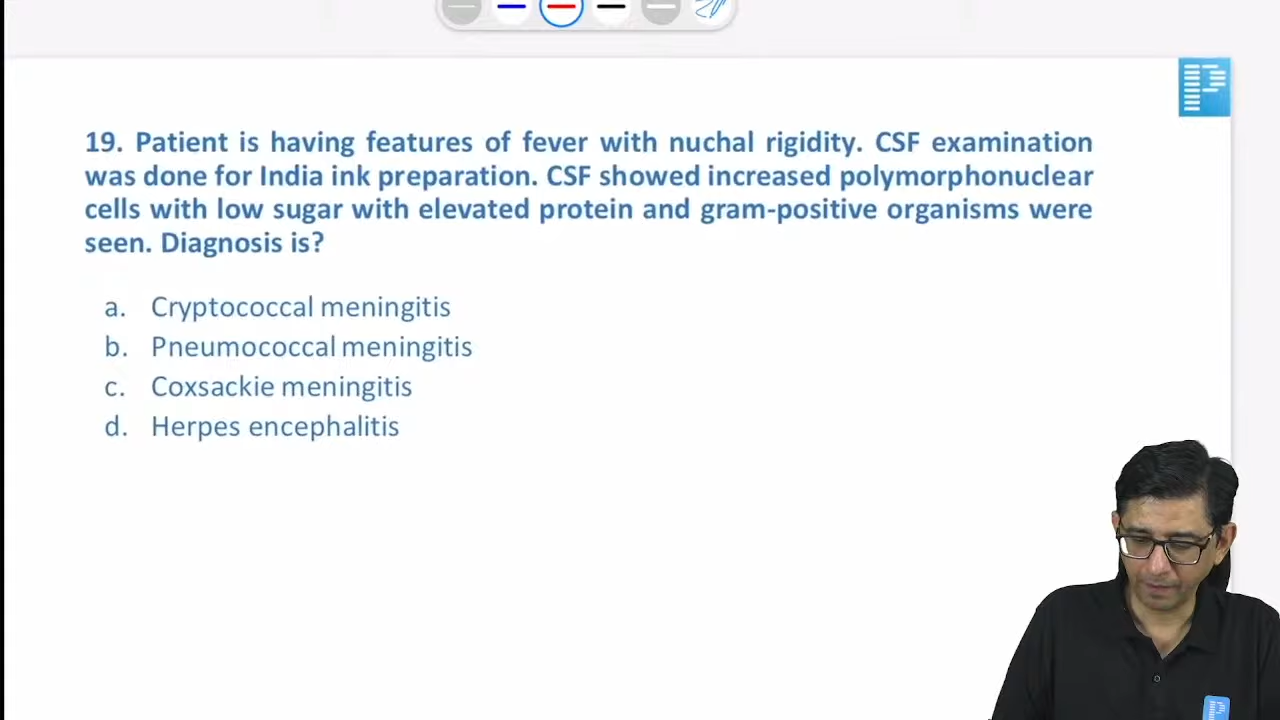 19. Patient is having features of fever with nuchal rigidity. CSF examination
was done for India ink preparation. CSF showed increased polymorphonuclear
cells with low sugar with elevated protein and gram-positive organisms were
seen. Diagnosis is?
a. Cryptococcal meningitis
b. Pneumococcal meningitis
c. Coxsackie meningitis
d. Herpes encephalitis